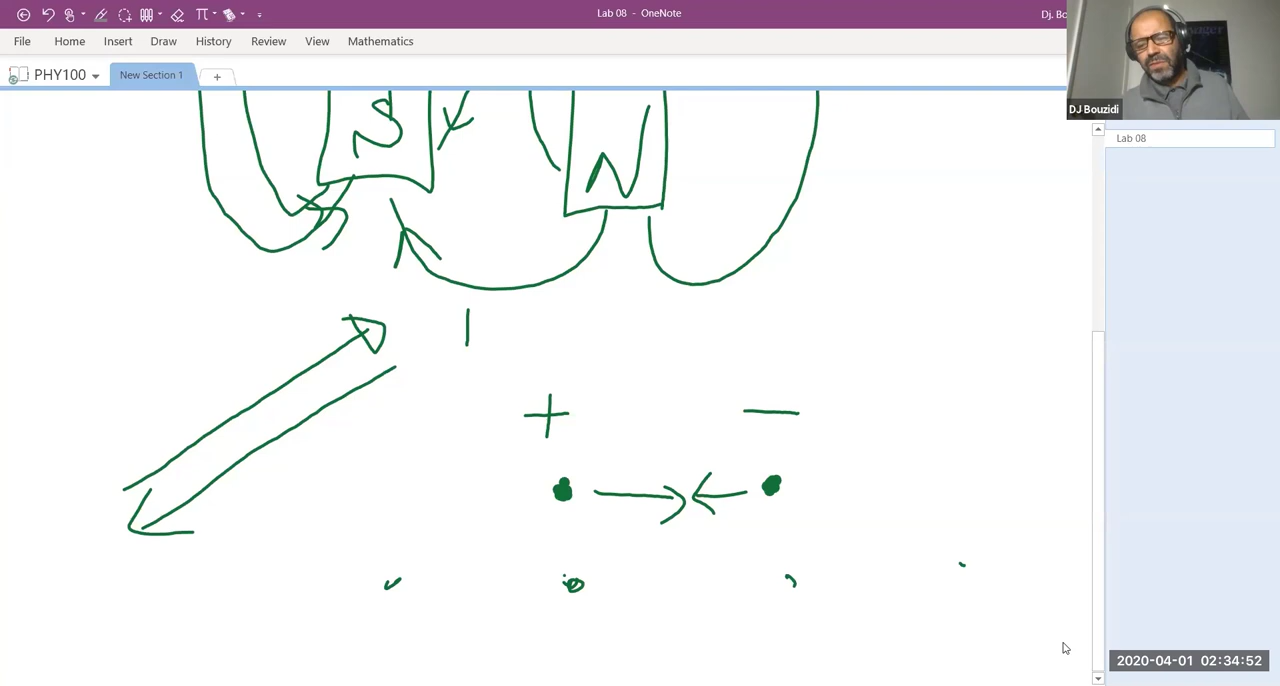 Lab 08 - OneNote
Dj. Bo
File Home Insert Draw History Review View Mathematics
PHY100
New Section 1
+
DJ Bouzidi
Lab 08
S
N
N
+ −
2020-04-01 02:34:52